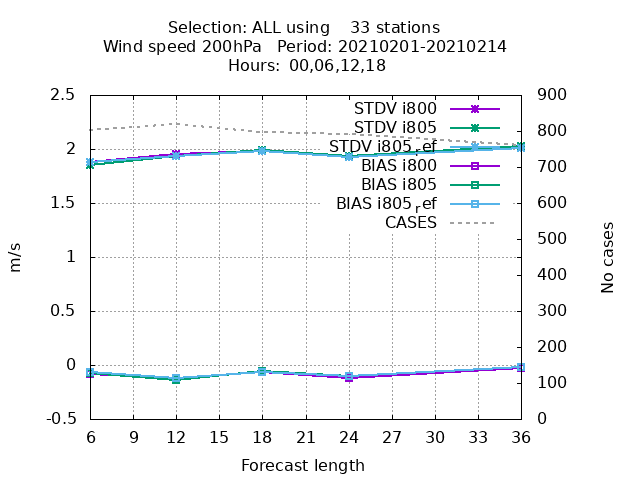 Selection: ALL using    33 stations
Wind speed 200hPa   Period: 20210201-20210214
Hours: 00,06,12,18
2.5
2
1.5
1
0.5
0
-0.5
m/s
STDV i800
STDV i805
STDV i805ref
BIAS i800
BIAS i805
BIAS i805ref
CASES
900
800
700
600
500
400
300
200
100
0
No cases
6 9 12 15 18 21 24 27 30 33 36
Forecast length